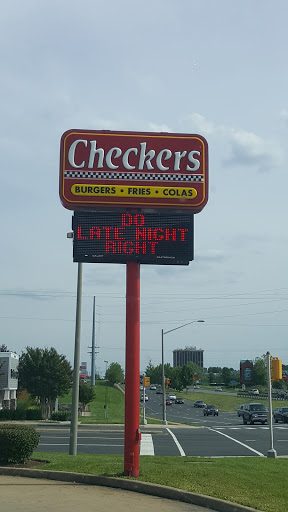 Checkers
BURGERS • FRIES • COLAS
DO
LATE NIGHT
RIGHT